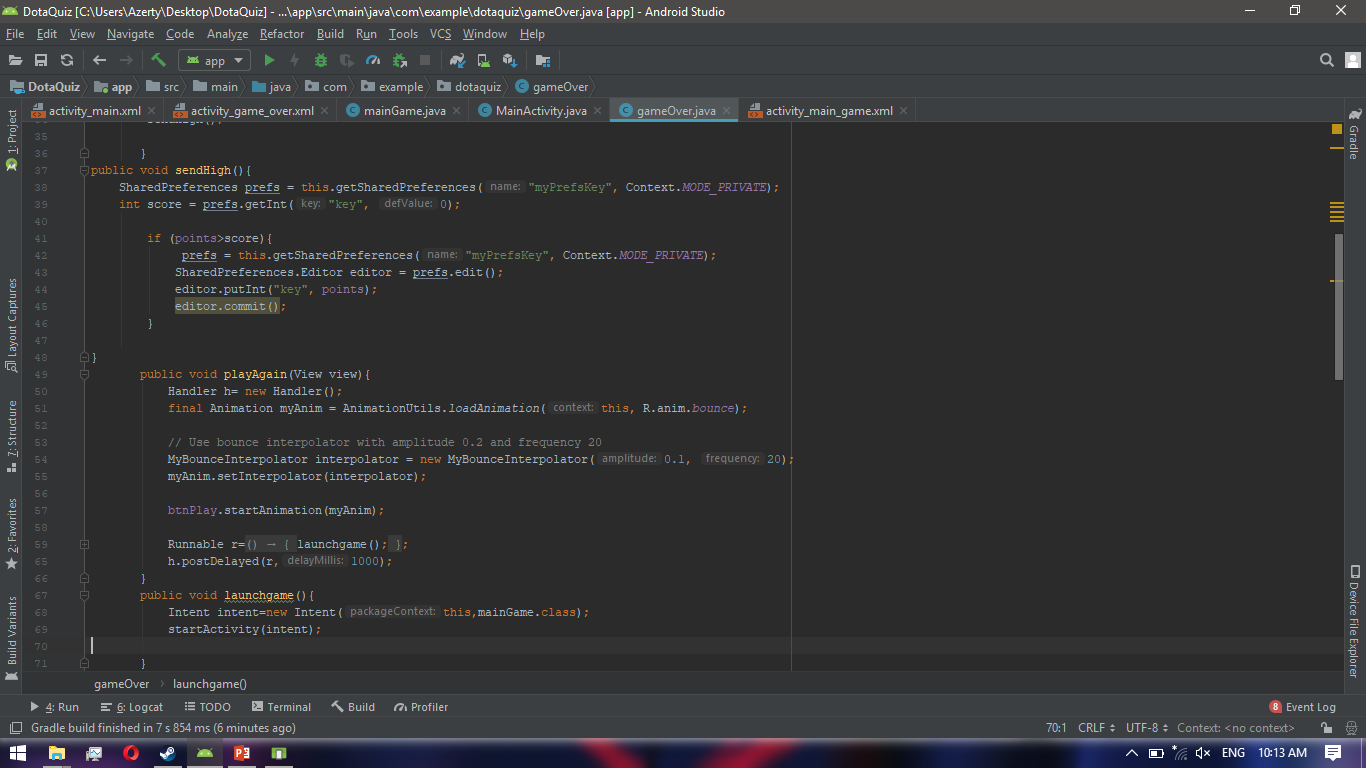 DotaQuiz [C:\Users\Azerty\Desktop\DotaQuiz] - ...\app\src\main\java\com\example\dotaquiz\gameOver.java [app] - Android Studio
File Edit View Navigate Code Analyze Refactor Build Run Tools VCS Window Help
app
DotaQuiz app src main java com example dotaquiz gameOver
activity_main.xml activity_game_over.xml mainGame.java MainActivity.java gameOver.java activity_main_game.xml
1: Project
Layout Captures
7: Structure
2: Favorites
Build Variants
35
36 }
37 public void sendHigh(){
38 SharedPreferences prefs = this.getSharedPreferences( name: "myPrefsKey", Context.MODE_PRIVATE);
39 int score = prefs.getInt( key: "key", defValue: 0);
40
41 if (points>score){
42 prefs = this.getSharedPreferences( name: "myPrefsKey", Context.MODE_PRIVATE);
43 SharedPreferences.Editor editor = prefs.edit();
44 editor.putInt("key", points);
45 editor.commit();
46 }
47
48 }
49 public void playAgain(View view){
50 Handler h= new Handler();
51 final Animation myAnim = AnimationUtils.loadAnimation( context: this, R.anim.bounce);
52
53 // Use bounce interpolator with amplitude 0.2 and frequency 20
54 MyBounceInterpolator interpolator = new MyBounceInterpolator( amplitude: 0.1, frequency: 20);
55 myAnim.setInterpolator(interpolator);
56
57 btnPlay.startAnimation(myAnim);
58
59 Runnable r=() → { launchgame(); };
65 h.postDelayed(r, delayMillis: 1000);
66 }
67 public void launchgame(){
68 Intent intent=new Intent( packageContext: this,mainGame.class);
69 startActivity(intent);
70
71 }
Gradle
Device File Explorer
gameOver › launchgame()
4: Run 6: Logcat TODO Terminal Build Profiler 8 Event Log
Gradle build finished in 7 s 854 ms (6 minutes ago) 70:1 CRLF UTF-8 Context: <no context>
ENG 10:13 AM